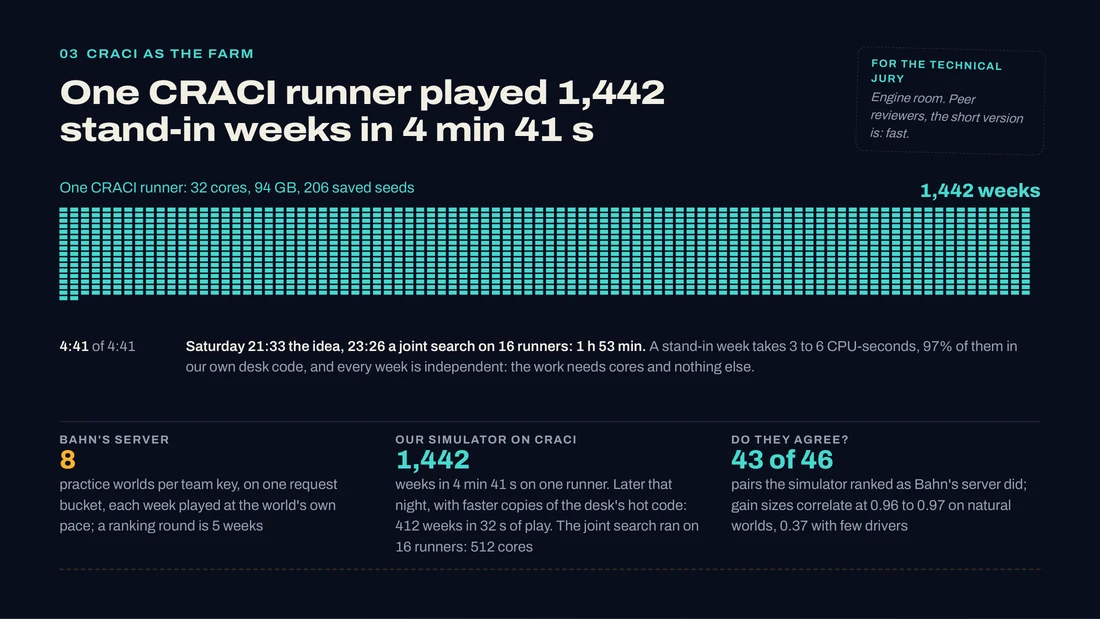 03 CRACI AS THE FARM
One CRACI runner played 1,442
stand-in weeks in 4 min 41 s
FOR THE TECHNICAL
JURY
Engine room. Peer
reviewers, the short version
is: fast.
One CRACI runner: 32 cores, 94 GB, 206 saved seeds
1,442 weeks
4:41 of 4:41
Saturday 21:33 the idea, 23:26 a joint search on 16 runners: 1 h 53 min. A stand-in week takes 3 to 6 CPU-seconds, 97% of them in
our own desk code, and every week is independent: the work needs cores and nothing else.
BAHN'S SERVER
8
practice worlds per team key, on one request
bucket, each week played at the world's own
pace; a ranking round is 5 weeks
OUR SIMULATOR ON CRACI
1,442
weeks in 4 min 41 s on one runner. Later that
night, with faster copies of the desk's hot code:
412 weeks in 32 s of play. The joint search ran on
16 runners: 512 cores
DO THEY AGREE?
43 of 46
pairs the simulator ranked as Bahn's server did;
gain sizes correlate at 0.96 to 0.97 on natural
worlds, 0.37 with few drivers